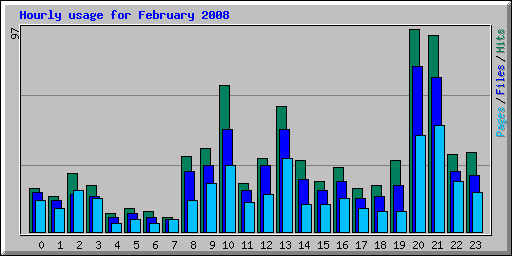 Hourly usage for February 2008
97
Pages / Files / Hits
0 1 2 3 4 5 6 7 8 9 10 11 12 13 14 15 16 17 18 19 20 21 22 23